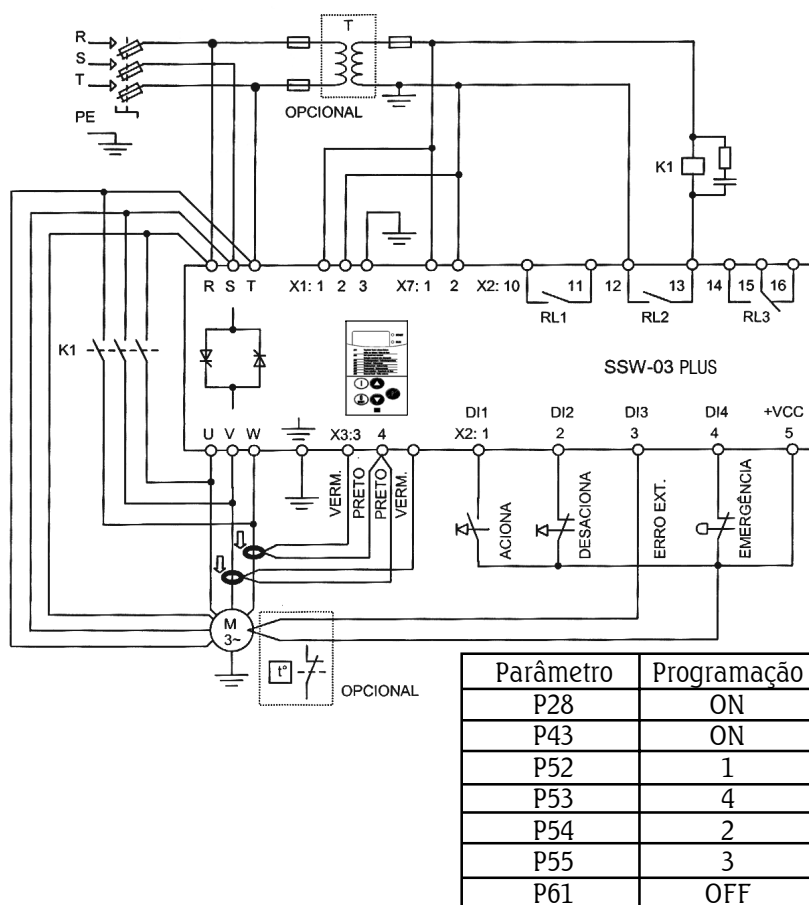 T
R
S
T
PE
OPCIONAL
K1
R S T X1: 1 2 3 X7: 1 2 X2: 10 11 12 13 14 15 16
RL1 RL2 RL3
K1
SSW-03 PLUS
DI1 DI2 DI3 DI4 +VCC
U V W X3:3 4 X2: 1 2 3 4 5
VERM.
PRETO
PRETO
VERM.
ACIONA
DESACIONA
ERRO EXT.
EMERGÊNCIA
M
3~
t°
OPCIONAL
Parâmetro Programação
P28 ON
P43 ON
P52 1
P53 4
P54 2
P55 3
P61 OFF